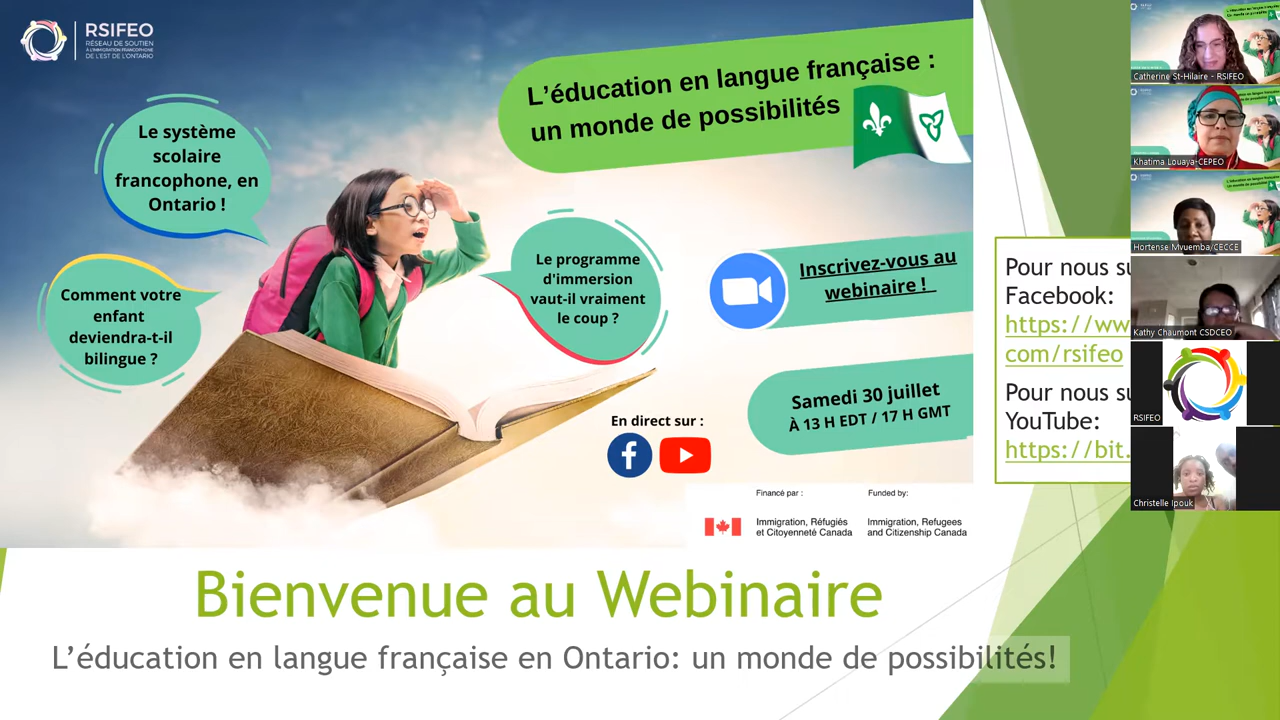 RSIFEO
RÉSEAU DE SOUTIEN
À L'IMMIGRATION FRANCOPHONE
DE L'EST DE L'ONTARIO
L'éducation en langue française :
un monde de possibilités
Le système
scolaire
francophone, en
Ontario !
Comment votre
enfant
deviendra-t-il
bilingue ?
Le programme
d'immersion
vaut-il vraiment
le coup ?
Inscrivez-vous au
webinaire !
Samedi 30 juillet
À 13 H EDT / 17 H GMT
En direct sur :
Financé par :
Funded by:
Immigration, Réfugiés
et Citoyenneté Canada
Immigration, Refugees
and Citizenship Canada
Bienvenue au Webinaire
L'éducation en langue française en Ontario: un monde de possibilités!
Pour nous su
Facebook:
https://ww
com/rsifeo
Pour nous su
YouTube:
https://bit.
Catherine St-Hilaire - RSIFEO
Khatima Louaya-CEPEO
Hortense Mvuemba/CECCE
Kathy Chaumont CSDCEO
RSIFEO
Christelle Ipouk